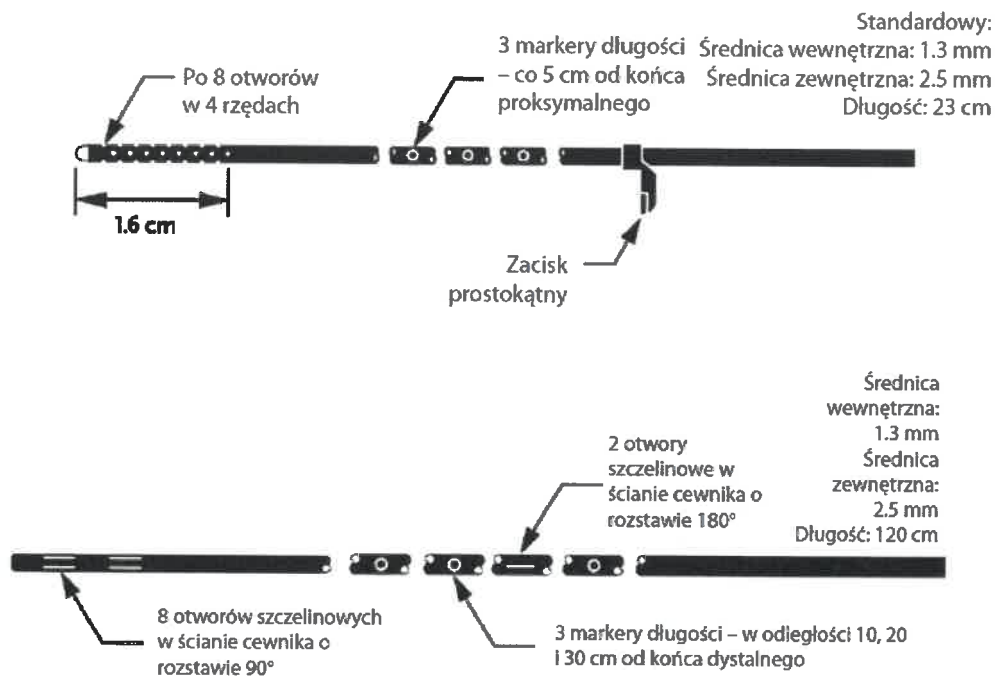 Po 8 otworów
w 4 rzędach
3 markery długości
– co 5 cm od końca
proksymalnego
Standardowy:
Średnica wewnętrzna: 1.3 mm
Średnica zewnętrzna: 2.5 mm
Długość: 23 cm
1.6 cm
Zacisk
prostokątny
Średnica
wewnętrzna:
1.3 mm
Średnica
zewnętrzna:
2.5 mm
Długość: 120 cm
2 otwory
szczelinowe w
ścianie cewnika o
rozstawie 180°
8 otworów szczelinowych
w ścianie cewnika o
rozstawie 90°
3 markery długości – w odległości 10, 20
i 30 cm od końca dystalnego